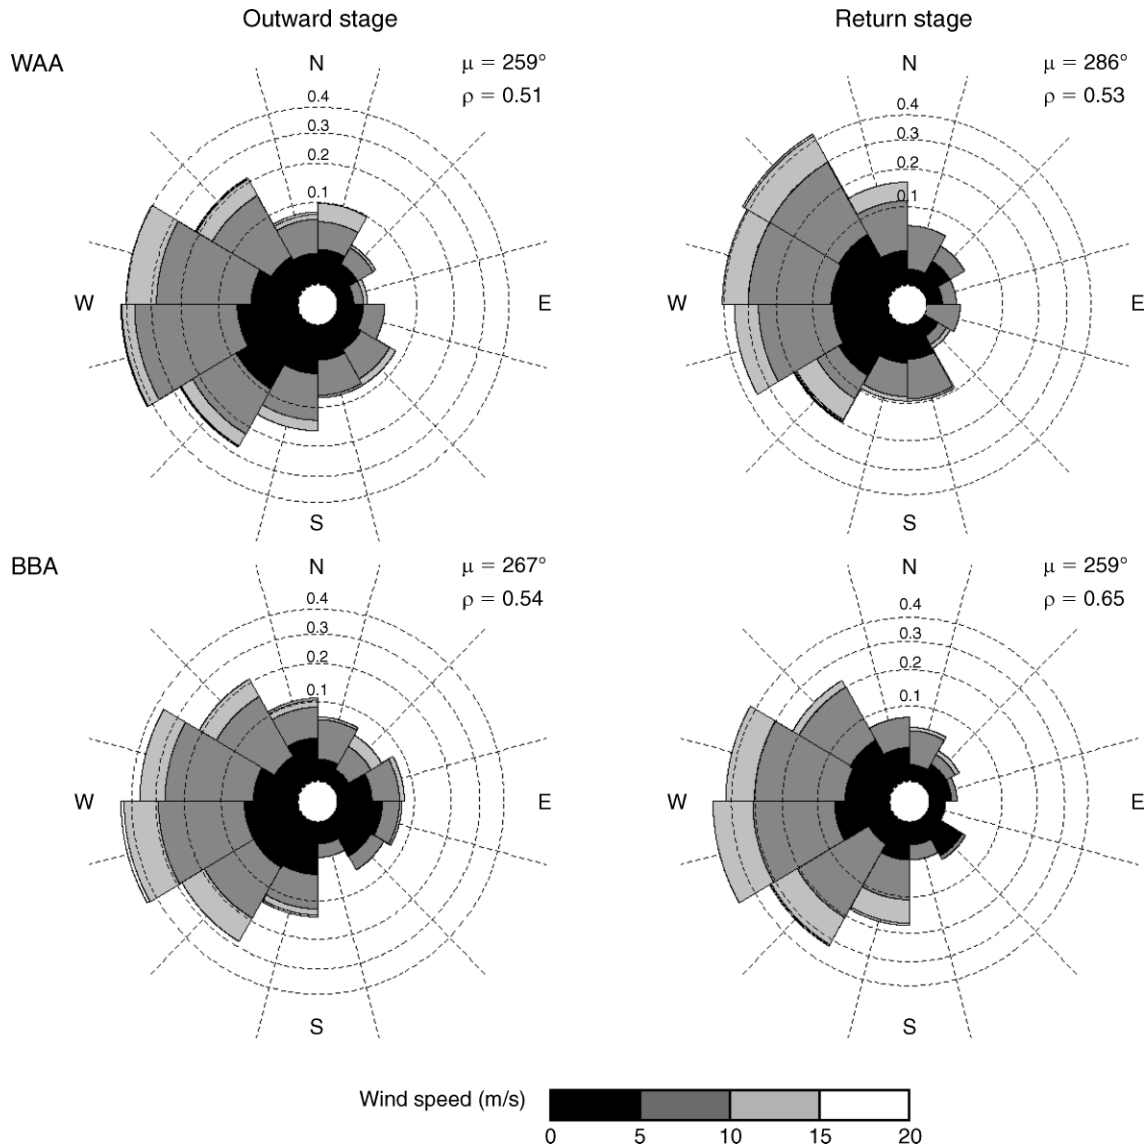 Outward stage
Return stage
WAA
N
μ = 259°
ρ = 0.51
0.4
0.3
0.2
0.1
W
E
S
N
μ = 286°
ρ = 0.53
0.4
0.3
0.2
0.1
W
E
S
BBA
N
μ = 267°
ρ = 0.54
0.4
0.3
0.2
0.1
W
E
S
N
μ = 259°
ρ = 0.65
0.4
0.3
0.2
0.1
W
E
S
Wind speed (m/s)
0 5 10 15 20